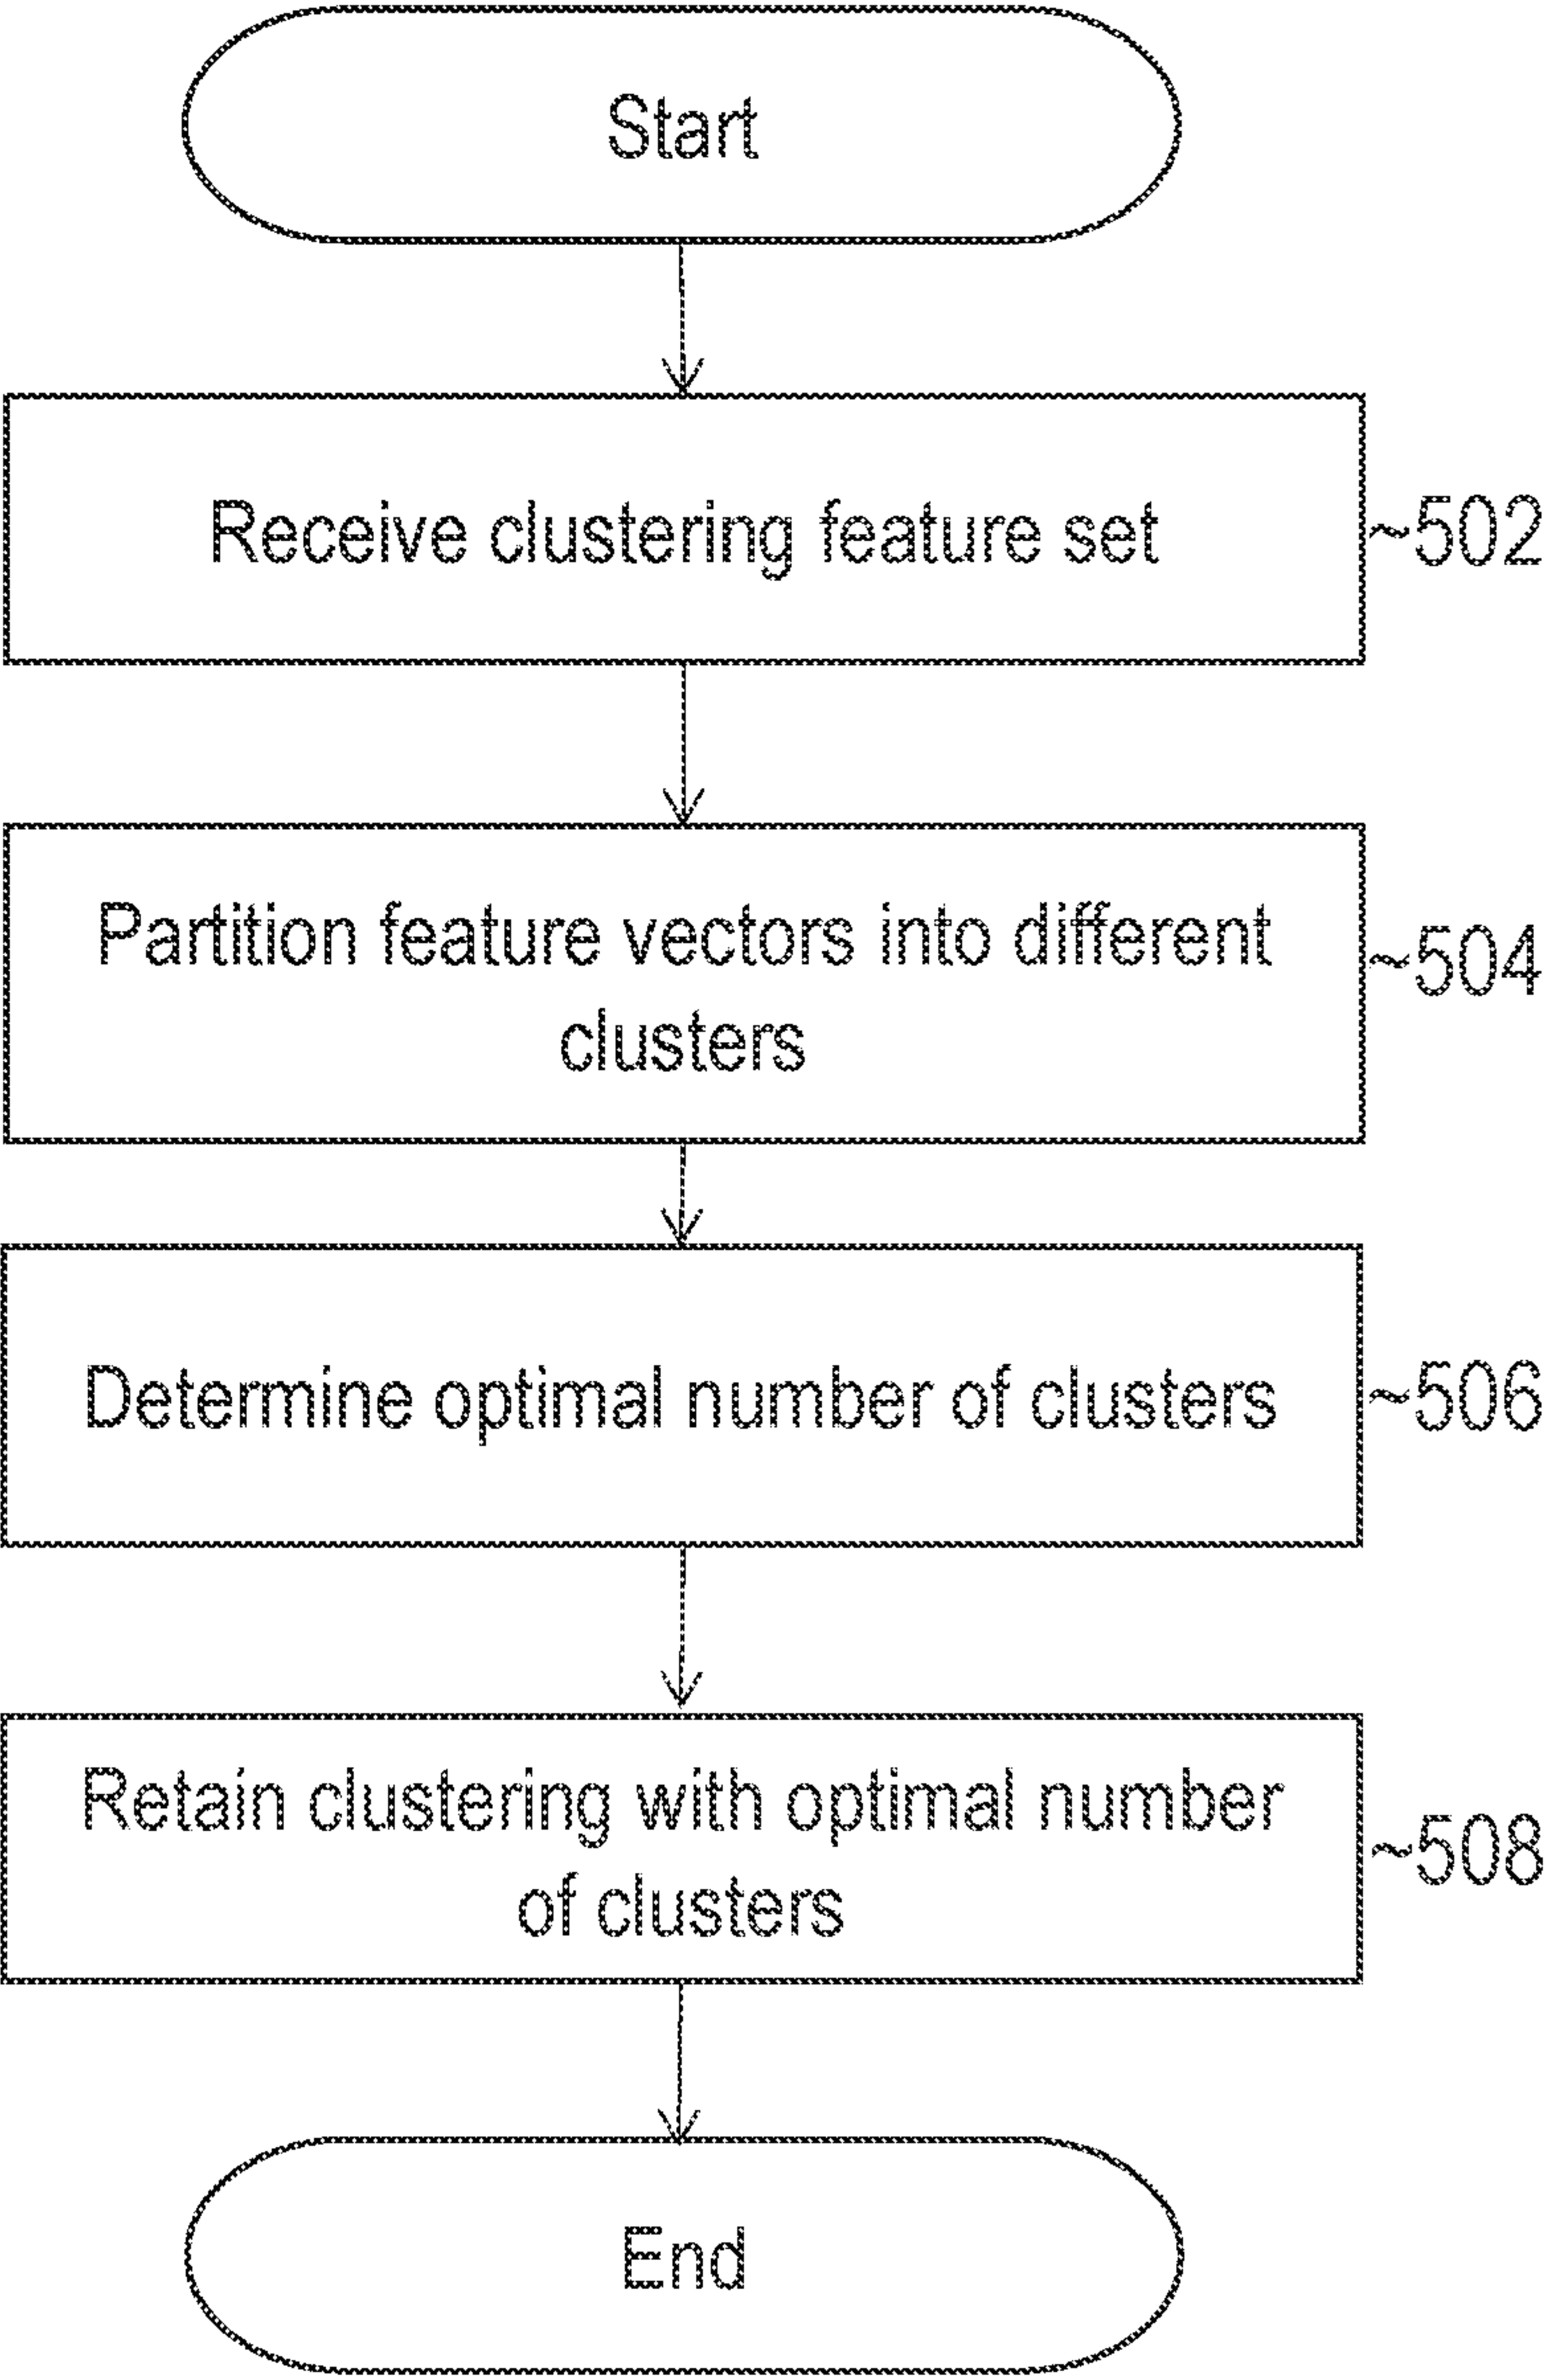 Start
Receive clustering feature set
~502
Partition feature vectors into different
clusters
~504
Determine optimal number of clusters
~506
Retain clustering with optimal number
of clusters
~508
End